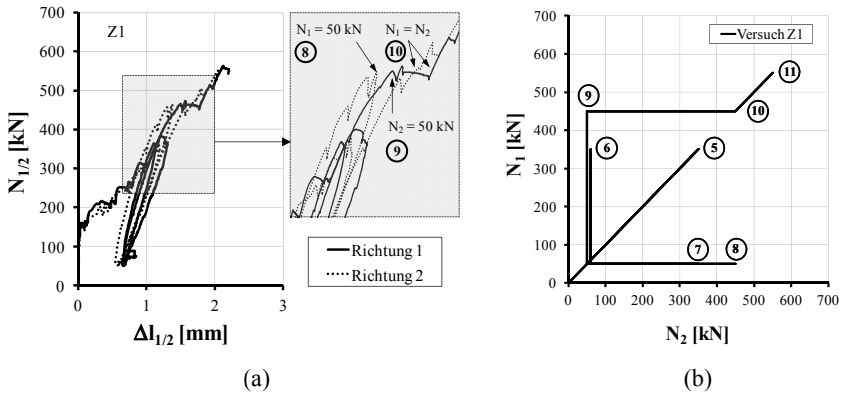 Z1
N1/2 [kN]
700
600
500
400
300
200
100
0
0 1 2 3
Δl1/2 [mm]
N1 = 50 kN
8
N1 = N2
10
N2 = 50 kN
9
Richtung 1
Richtung 2
(a)
N1 [kN]
700
600
500
400
300
200
100
0
0 100 200 300 400 500 600 700
N2 [kN]
Versuch Z1
11
9
10
6
5
7
8
(b)